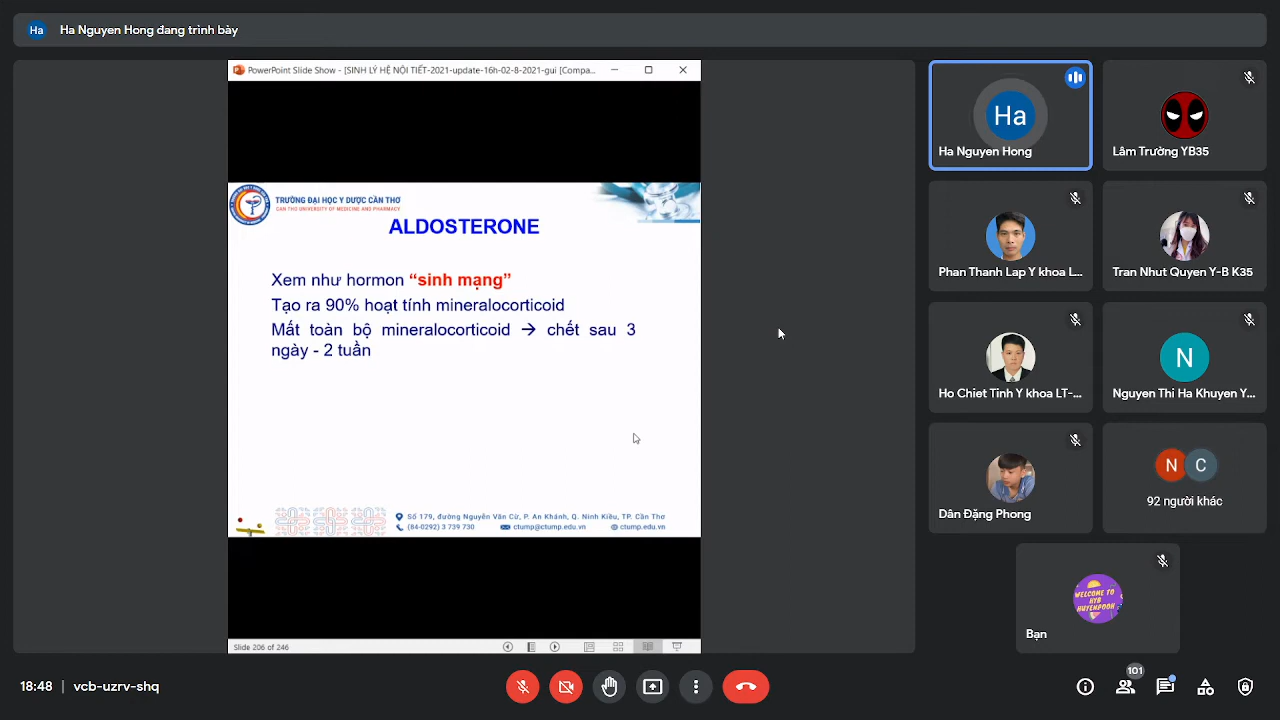 Ha
Ha Nguyen Hong đang trình bày
PowerPoint Slide Show - [SINH LÝ HỆ NỘI TIẾT-2021-update-16h-02-8-2021-gui [Compa...
TRƯỜNG ĐẠI HỌC Y DƯỢC CẦN THƠ
CAN THO UNIVERSITY OF MEDICINE AND PHARMACY
ALDOSTERONE
Xem như hormon “sinh mạng”
Tạo ra 90% hoạt tính mineralocorticoid
Mất toàn bộ mineralocorticoid → chết sau 3
ngày - 2 tuần
Số 179, đường Nguyễn Văn Cừ, P. An Khánh, Q. Ninh Kiều, TP. Cần Thơ
(84-0292) 3 739 730 ctump@ctump.edu.vn ctump.edu.vn
Slide 206 of 246
Ha
Ha Nguyen Hong
Lâm Trường YB35
Phan Thanh Lap Y khoa L...
Tran Nhut Quyen Y-B K35
Ho Chiet Tinh Y khoa LT-...
N
Nguyen Thi Ha Khuyen Y...
Dân Đặng Phong
N C
92 người khác
WELCOME TO
BYB
HUYENPOOH
Bạn
18:48 | vcb-uzrv-shq
101